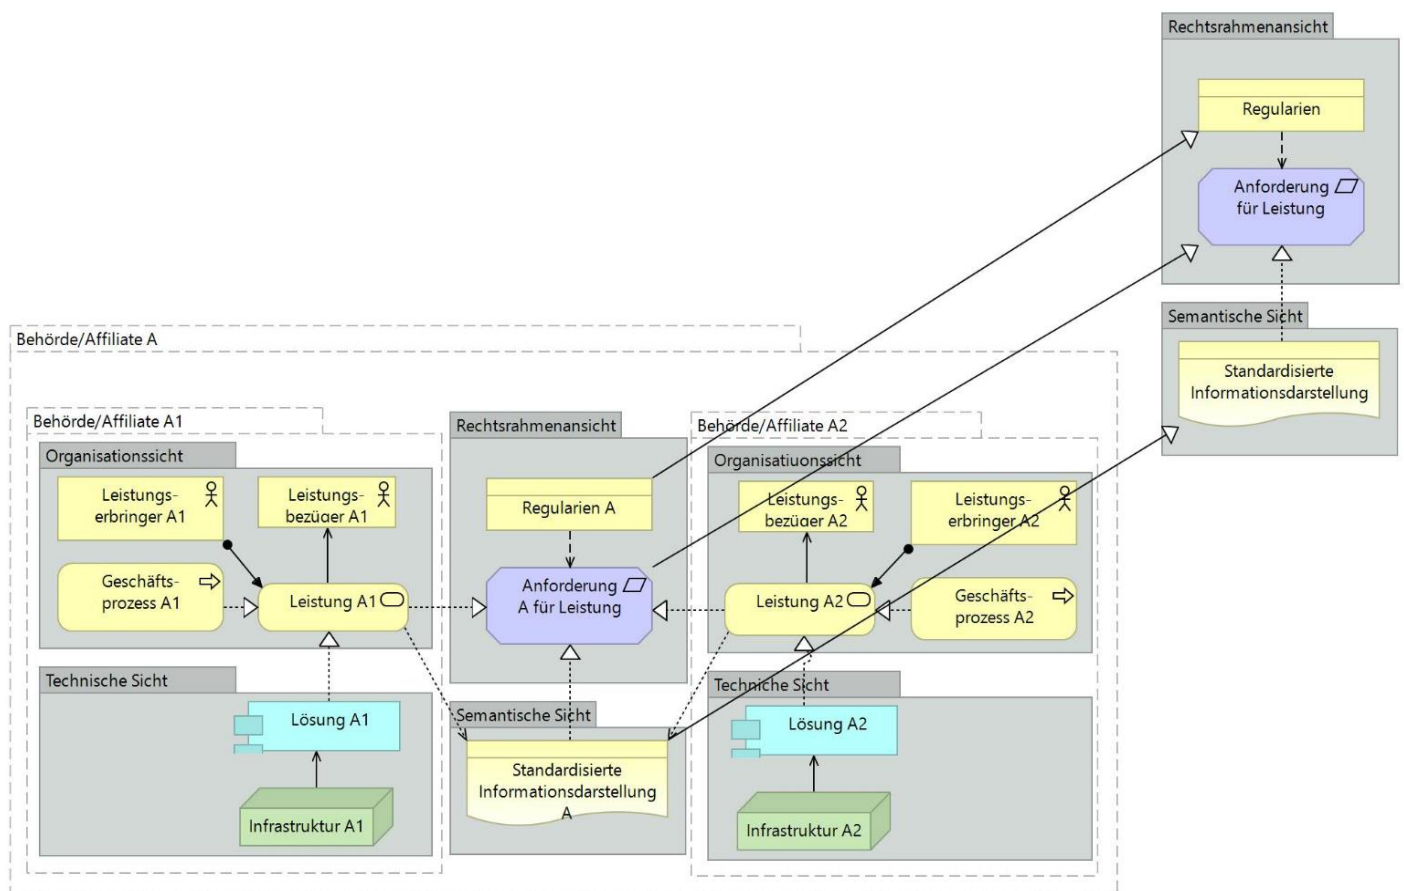 Rechtsrahmenansicht
Regularien
Anforderung
für Leistung
Semantische Sicht
Standardisierte
Informationsdarstellung
Behörde/Affiliate A
Behörde/Affiliate A1
Organisationssicht
Leistungs-
erbringer A1
Leistungs-
bezüger A1
Geschäfts-
prozess A1
Leistung A1
Technische Sicht
Lösung A1
Infrastruktur A1
Rechtsrahmenansicht
Regularien A
Anforderung
A für Leistung
Semantische Sicht
Standardisierte
Informationsdarstellung
A
Behörde/Affiliate A2
Organisatiuonssicht
Leistungs-
bezüger A2
Leistungs-
erbringer A2
Leistung A2
Geschäfts-
prozess A2
Techniche Sicht
Lösung A2
Infrastruktur A2